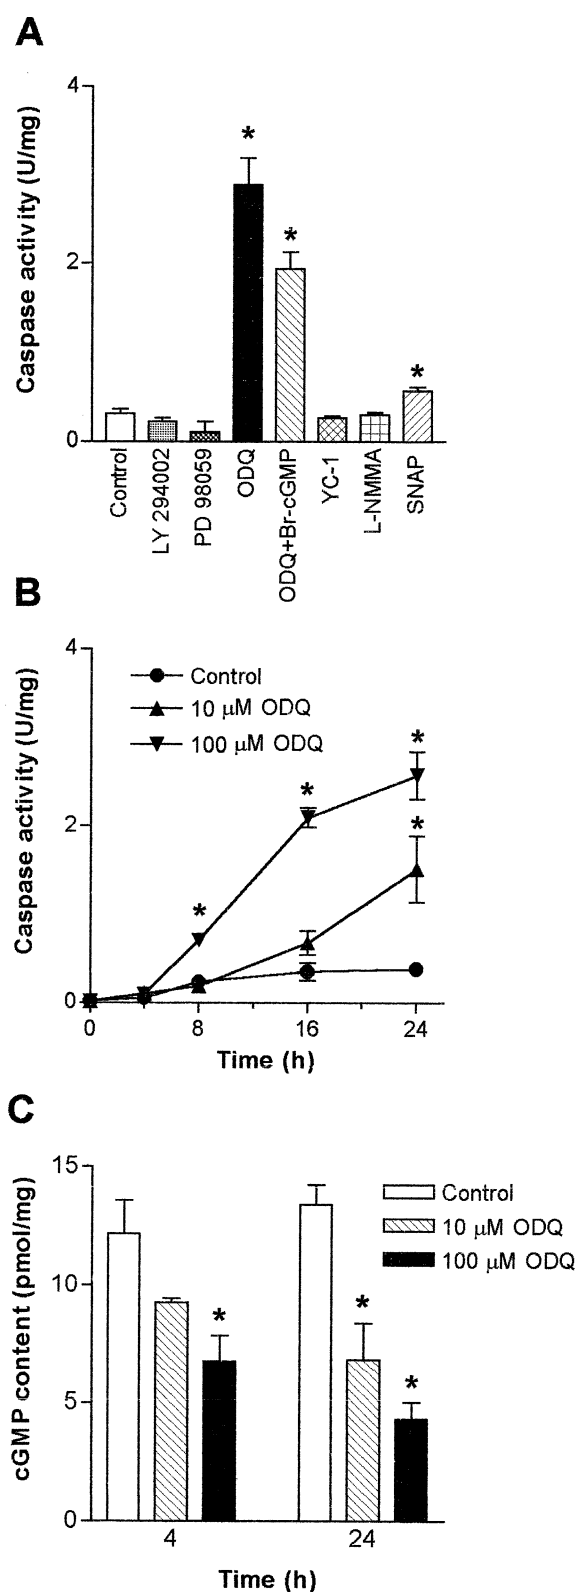 A
Caspase activity (U/mg)
4
*
*
2
*
0
Control
LY 294002
PD 98059
ODQ
ODQ+Br-cGMP
YC-1
L-NMMA
SNAP
B
Caspase activity (U/mg)
4
Control
10 µM ODQ
100 µM ODQ
*
*
2
*
*
0
0 8 16 24
Time (h)
C
cGMP content (pmol/mg)
15
Control
10 µM ODQ
100 µM ODQ
10
*
*
*
5
0
4 24
Time (h)